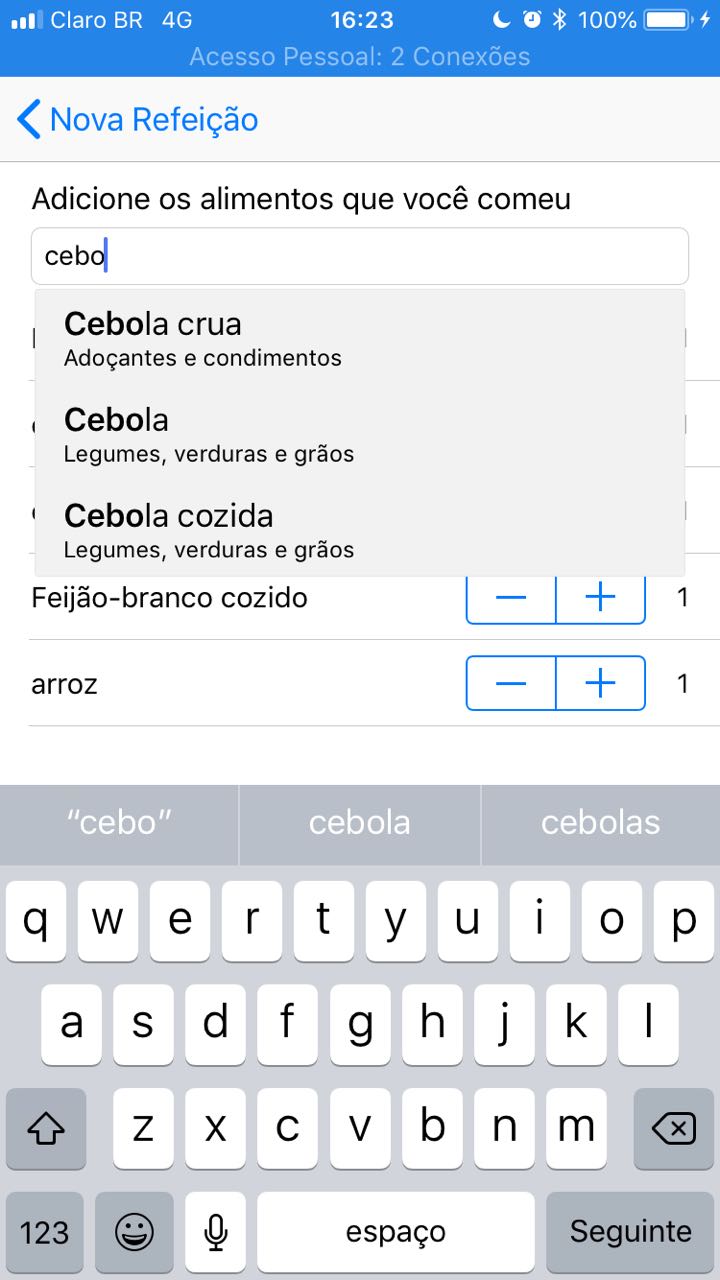 Claro BR 4G 16:23 100%
Acesso Pessoal: 2 Conexões
Nova Refeição
Adicione os alimentos que você comeu
cebo
Cebola crua
Adoçantes e condimentos
Cebola
Legumes, verduras e grãos
Cebola cozida
Legumes, verduras e grãos
Feijão-branco cozido — + 1
arroz — + 1
“cebo” cebola cebolas
q w e r t y u i o p
a s d f g h j k l
z x c v b n m
123 espaço Seguinte